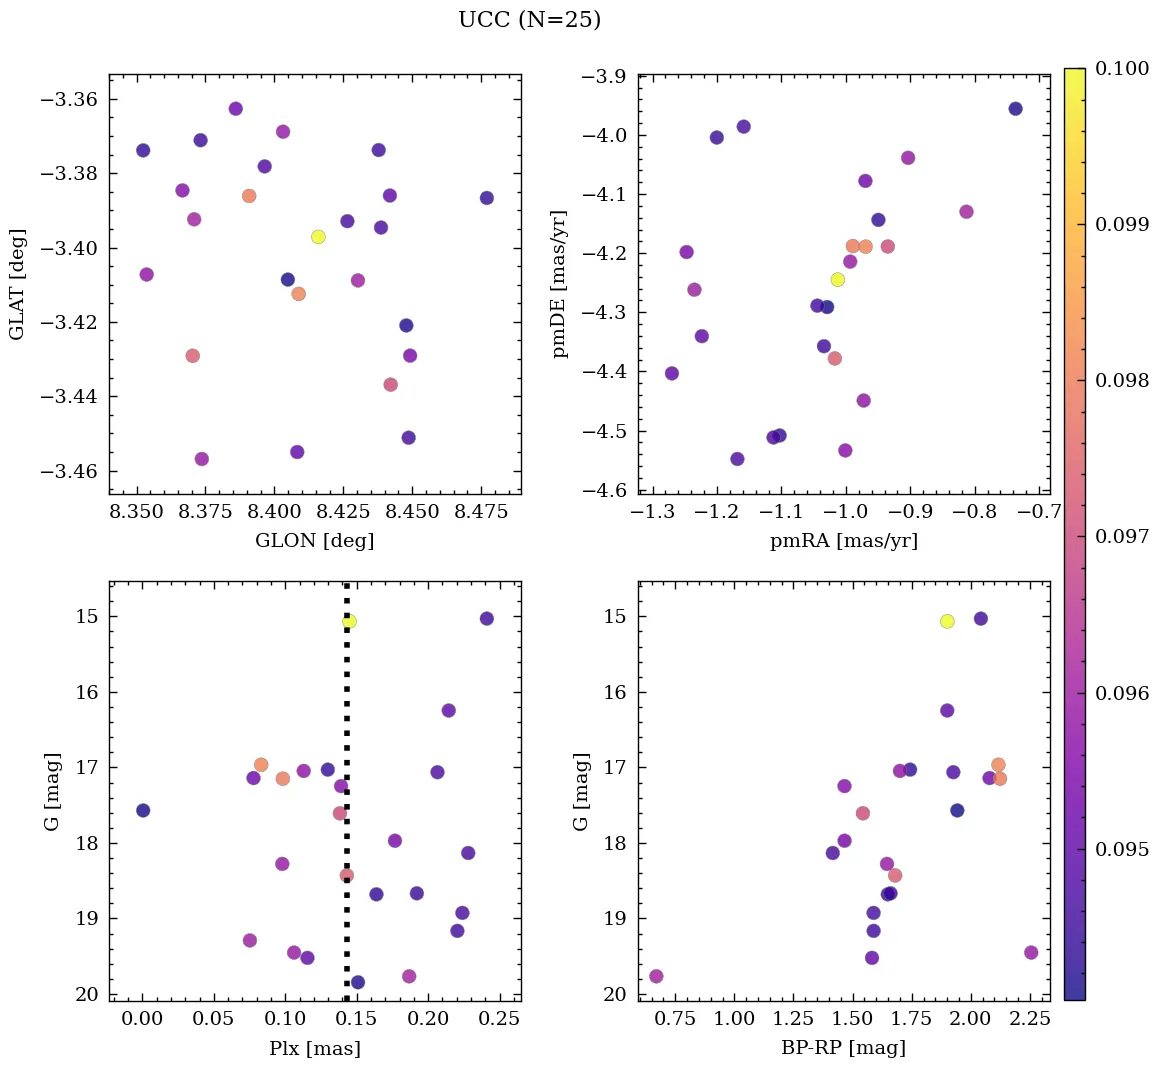 UCC (N=25)
−3.36
−3.38
−3.40
−3.42
−3.44
−3.46
GLAT [deg]
8.350 8.375 8.400 8.425 8.450 8.475
GLON [deg]
−3.9
−4.0
−4.1
−4.2
−4.3
−4.4
−4.5
−4.6
pmDE [mas/yr]
−1.3 −1.2 −1.1 −1.0 −0.9 −0.8 −0.7
pmRA [mas/yr]
0.100
0.099
0.098
0.097
0.096
0.095
15
16
17
18
19
20
G [mag]
0.00 0.05 0.10 0.15 0.20 0.25
Plx [mas]
15
16
17
18
19
20
G [mag]
0.75 1.00 1.25 1.50 1.75 2.00 2.25
BP-RP [mag]